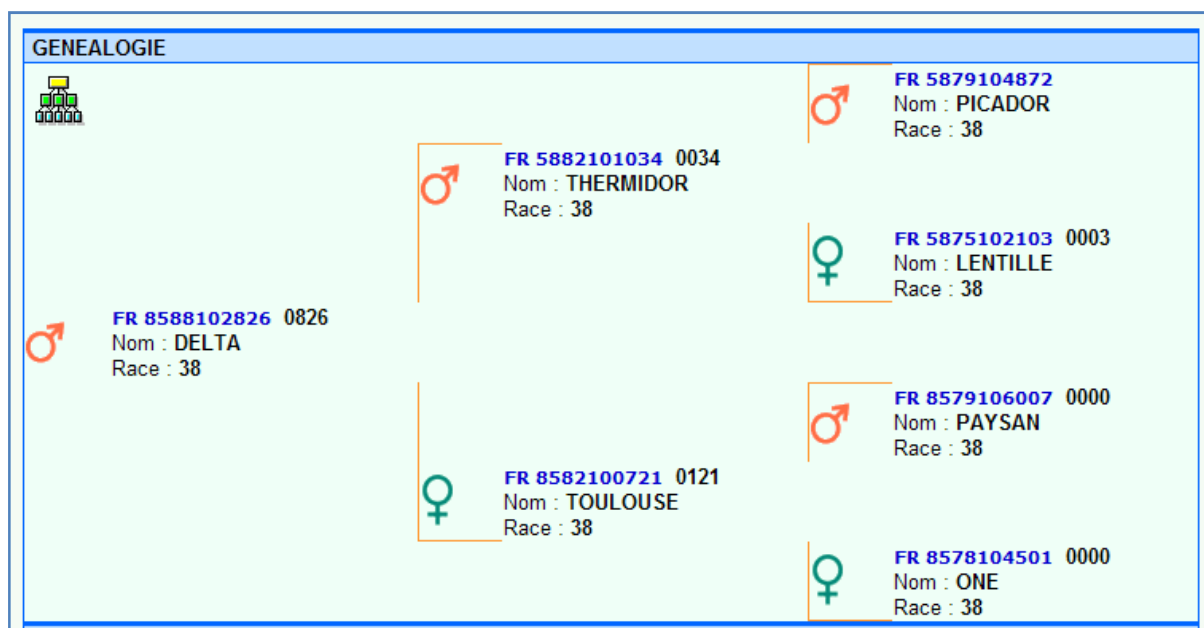 GENEALOGIE
FR 5879104872
Nom : PICADOR
Race : 38
FR 5882101034 0034
Nom : THERMIDOR
Race : 38
FR 5875102103 0003
Nom : LENTILLE
Race : 38
FR 8588102826 0826
Nom : DELTA
Race : 38
FR 8579106007 0000
Nom : PAYSAN
Race : 38
FR 8582100721 0121
Nom : TOULOUSE
Race : 38
FR 8578104501 0000
Nom : ONE
Race : 38